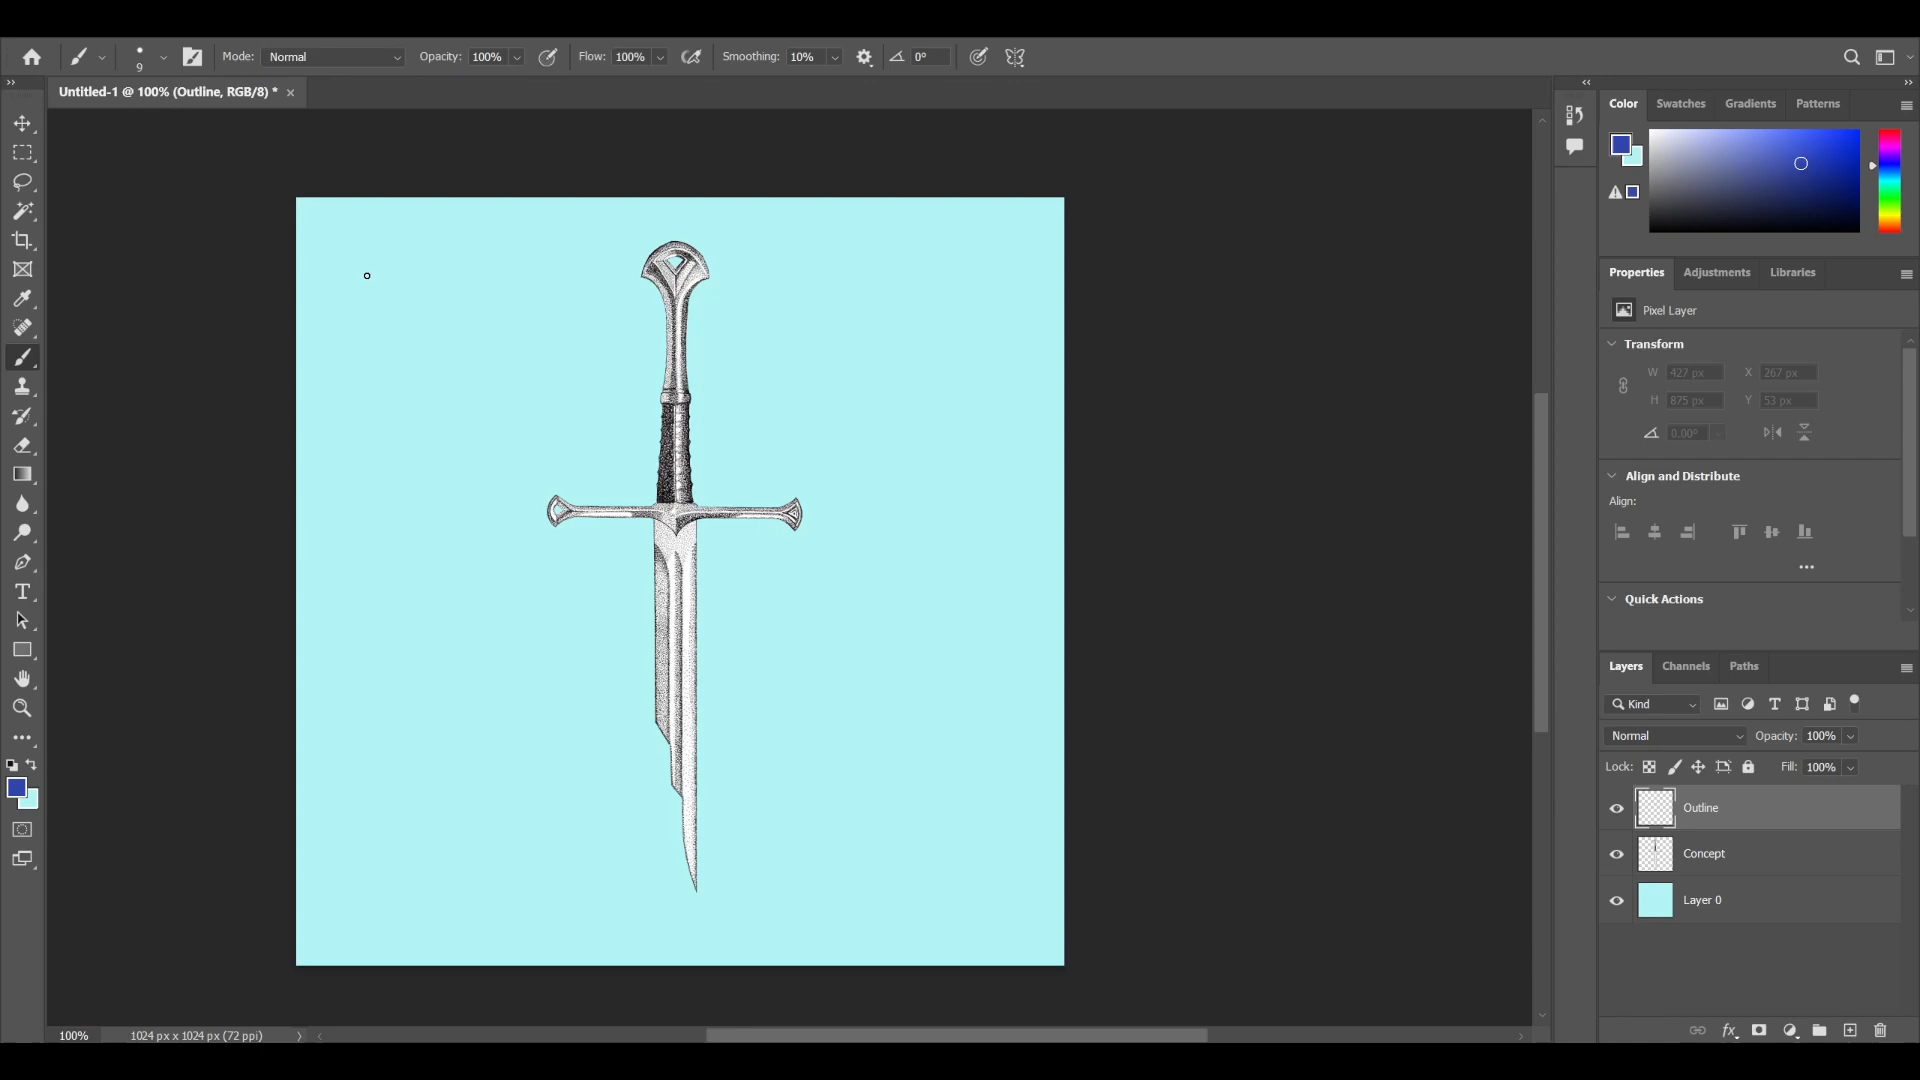 9 Mode: Normal Opacity: 100% Flow: 100% Smoothing: 10% 0°
Untitled-1 @ 100% (Outline, RGB/8) *
Color Swatches Gradients Patterns
Properties Adjustments Libraries
Pixel Layer
Transform
W 427 px X 267 px
H 875 px Y 53 px
0.00°
Align and Distribute
Align:
Quick Actions
Layers Channels Paths
Kind
Normal Opacity: 100%
Lock: Fill: 100%
Outline
Concept
Layer 0
100% 1024 px x 1024 px (72 ppi)